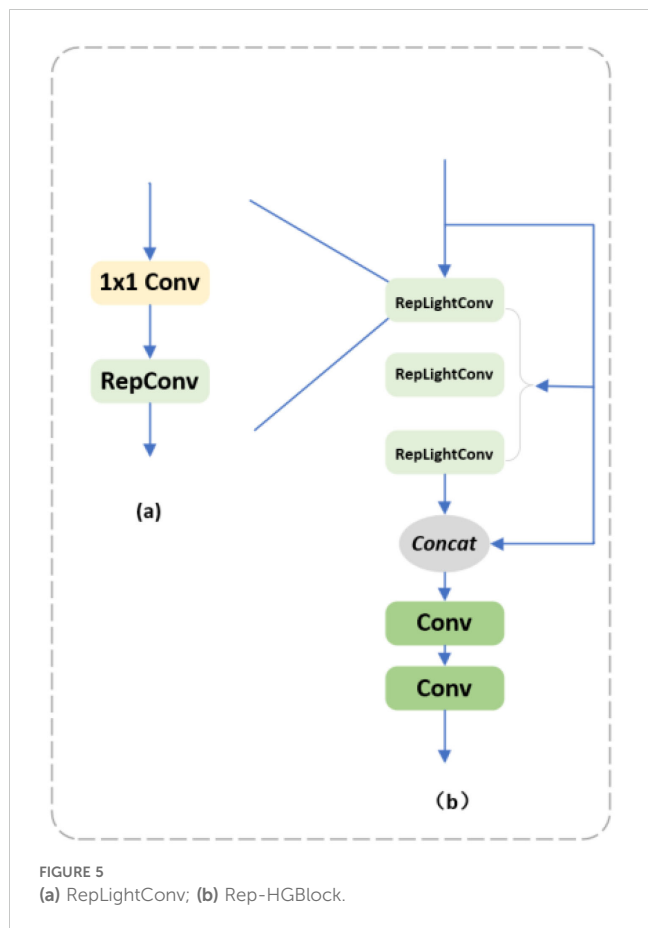 1x1 Conv
RepConv
(a)
RepLightConv
RepLightConv
RepLightConv
Concat
Conv
Conv
（b）
FIGURE 5
(a) RepLightConv; (b) Rep-HGBlock.